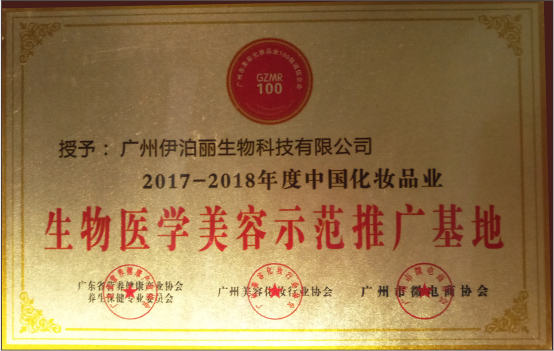 GZMR
100
授予：广州伊泊丽生物科技有限公司
2017-2018年度中国化妆品业
生物医学美容示范推广基地
广东省营养健康产业协会
养生保健专业委员会
广州美容化妆行业协会
广州市微电商协会